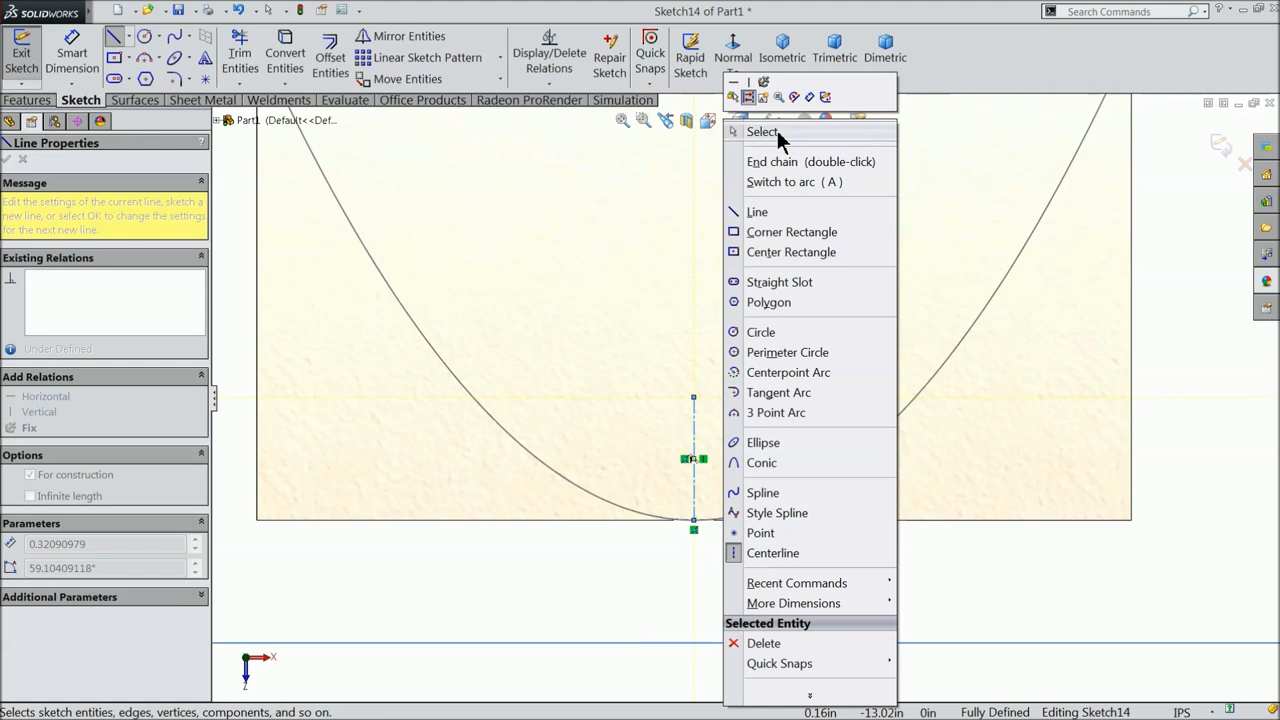 SOLIDWORKS
Sketch14 of Part1 *
Search Commands
Exit Sketch
Smart Dimension
Trim Entities
Convert Entities
Offset Entities
Mirror Entities
Linear Sketch Pattern
Move Entities
Display/Delete Relations
Repair Sketch
Quick Snaps
Rapid Sketch
Normal To
Isometric
Trimetric
Dimetric
Features
Sketch
Surfaces
Sheet Metal
Weldments
Evaluate
Office Products
Radeon ProRender
Simulation
Part1 (Default<<Def...
Line Properties
?
Message
Edit the settings of the current line, sketch a
new line, or select OK to change the settings
for the next new line.
Existing Relations
Under Defined
Add Relations
Horizontal
Vertical
Fix
Options
For construction
Infinite length
Parameters
0.32090979
59.10409118°
Additional Parameters
Select
End chain (double-click)
Switch to arc ( A )
Line
Corner Rectangle
Center Rectangle
Straight Slot
Polygon
Circle
Perimeter Circle
Centerpoint Arc
Tangent Arc
3 Point Arc
Ellipse
Conic
Spline
Style Spline
Point
Centerline
Recent Commands
More Dimensions
Selected Entity
Delete
Quick Snaps
X
Z
Selects sketch entities, edges, vertices, components, and so on.
0.16in -13.02in 0in Fully Defined Editing Sketch14 IPS